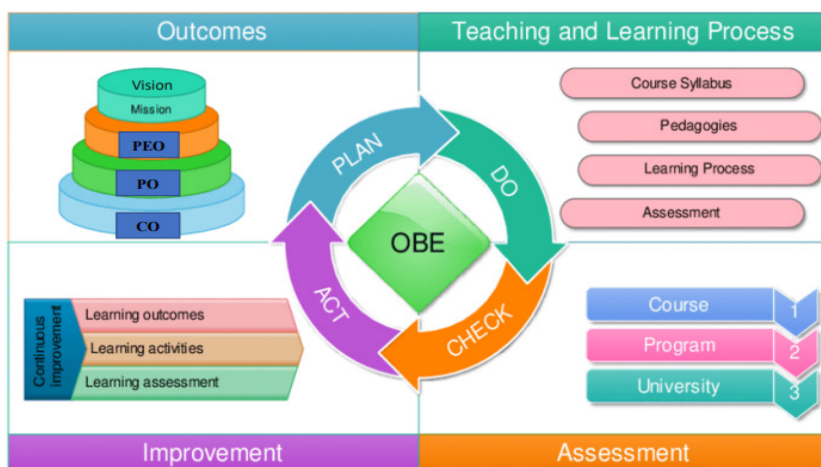 Outcomes
Teaching and Learning Process
Vision
Mission
PEO
PO
CO
PLAN
DO
CHECK
ACT
OBE
Course Syllabus
Pedagogies
Learning Process
Assessment
Continuous
improvement
Learning outcomes
Learning activities
Learning assessment
Course 1
Program 2
University 3
Improvement
Assessment